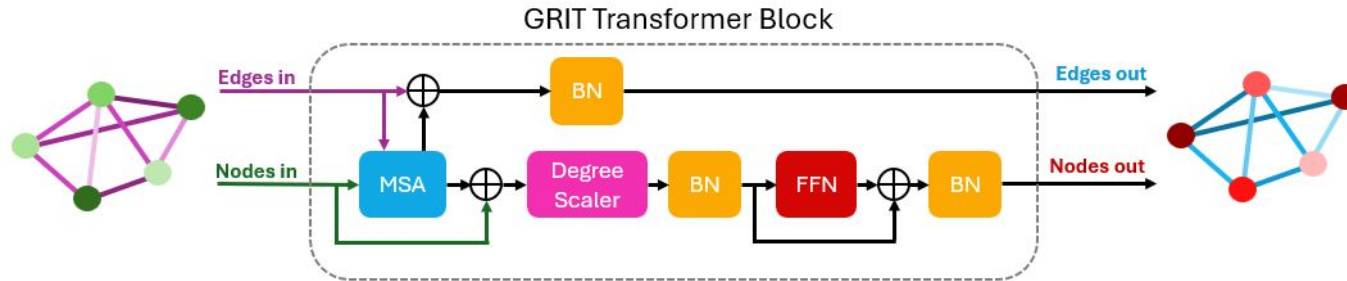 GRIT Transformer Block
Edges in
BN
Edges out
Nodes in
MSA
Degree
Scaler
BN
FFN
BN
Nodes out